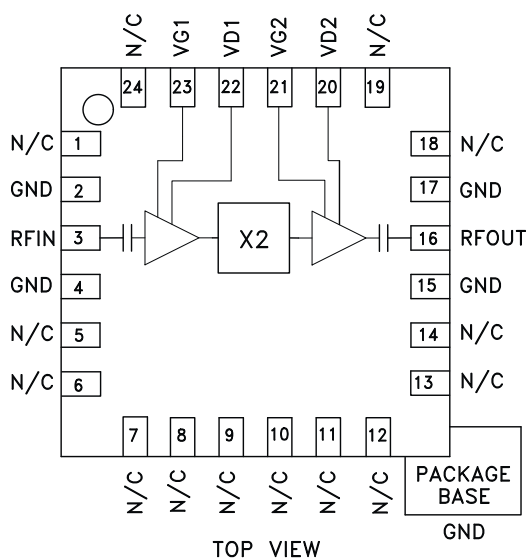 N/C VG1 VD1 VG2 VD2 N/C
24 23 22 21 20 19
N/C 1
GND 2
RFIN 3
GND 4
N/C 5
N/C 6
X2
18 N/C
17 GND
16 RFOUT
15 GND
14 N/C
13 N/C
7 8 9 10 11 12
N/C N/C N/C N/C N/C N/C
PACKAGE
BASE
GND
TOP VIEW